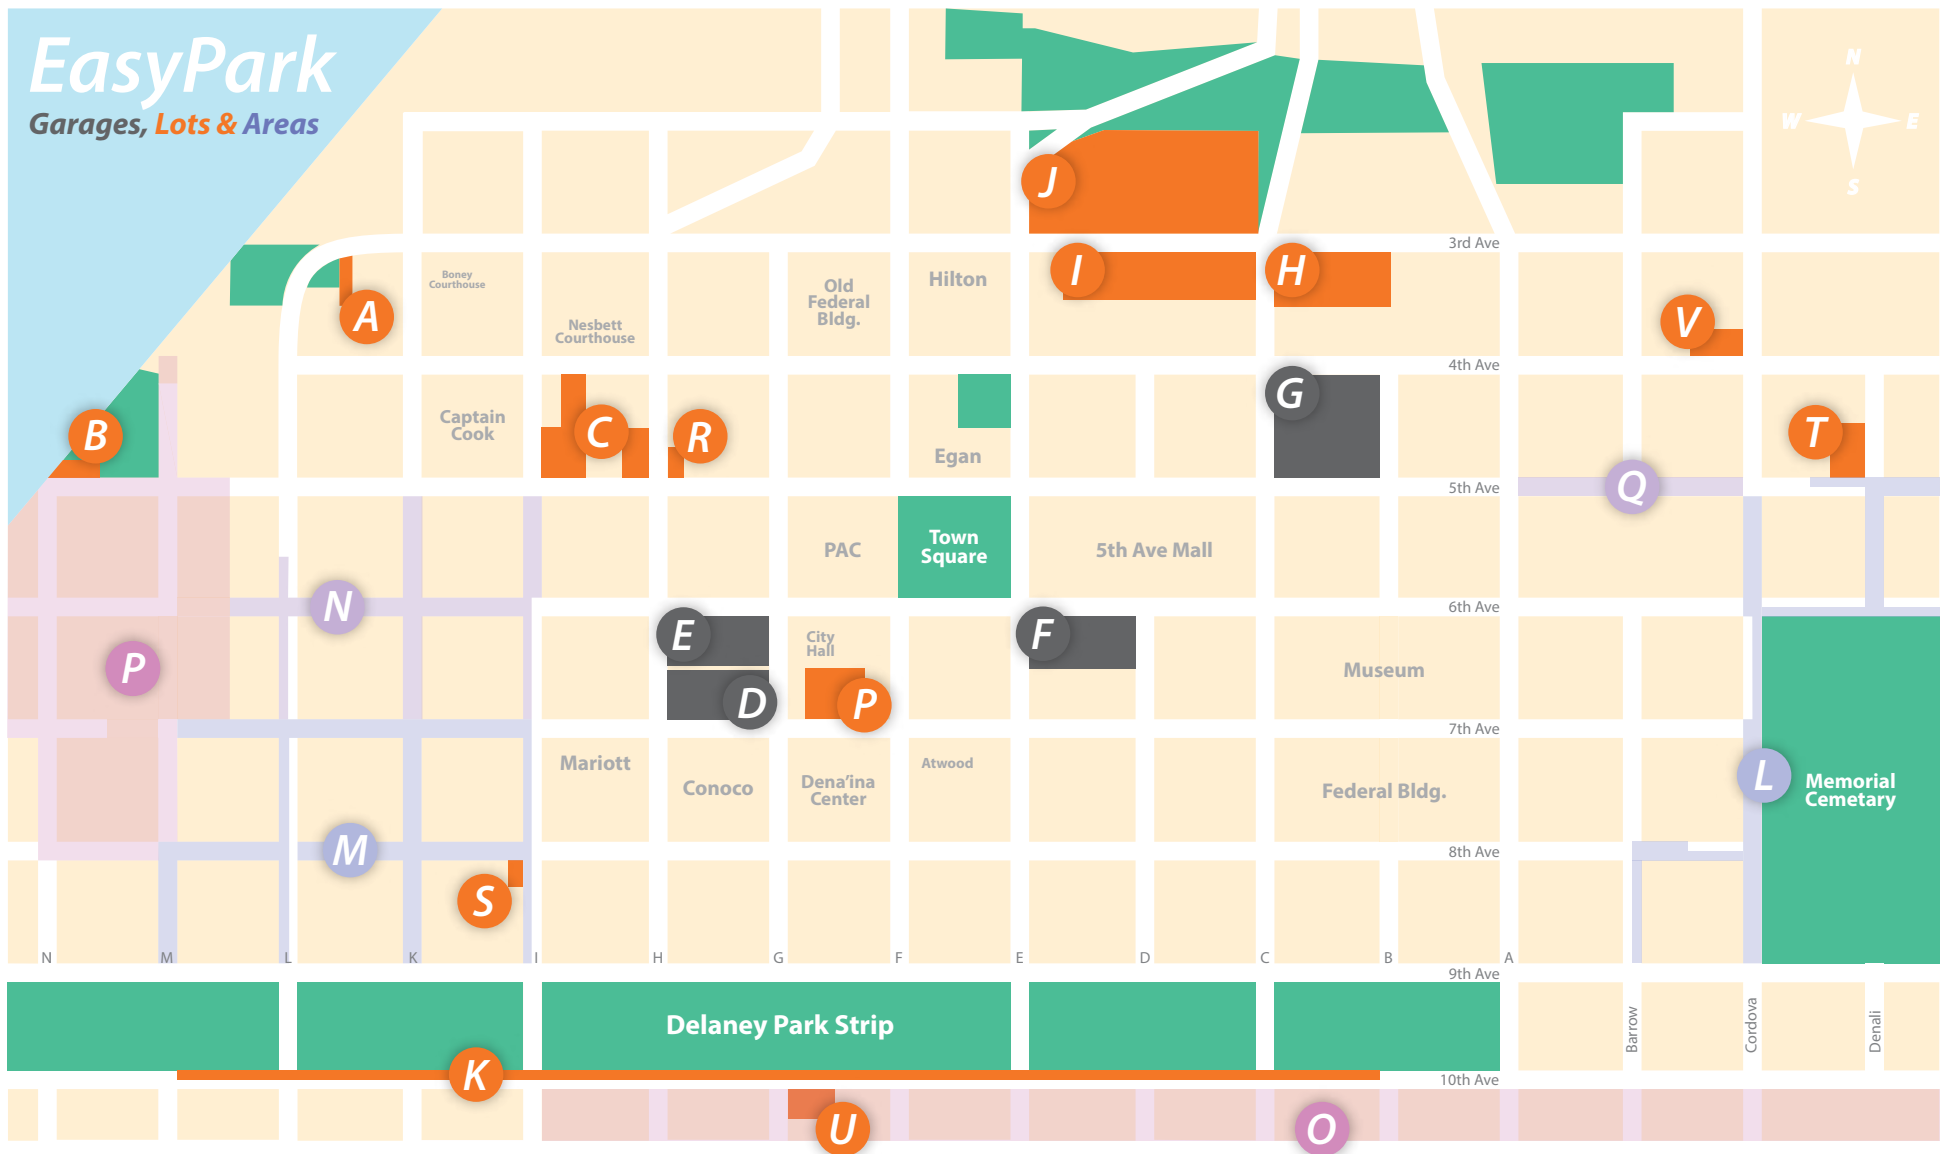 EasyPark
Garages, Lots & Areas
N
W E
S
J
3rd Ave
I
H
A
Boney
Courthouse
Nesbett
Courthouse
Old
Federal
Bldg.
Hilton
V
4th Ave
G
B
Captain
Cook
C
R
Egan
T
5th Ave
Q
PAC
Town
Square
5th Ave Mall
N
6th Ave
E
City
Hall
F
P
Museum
D
P
7th Ave
Mariott
Conoco
Dena'ina
Center
Atwood
Federal Bldg.
L
Memorial
Cemetary
M
8th Ave
S
N M L K I H G F E D C B A
9th Ave
Barrow
Cordova
Denali
Delaney Park Strip
K
10th Ave
U
O